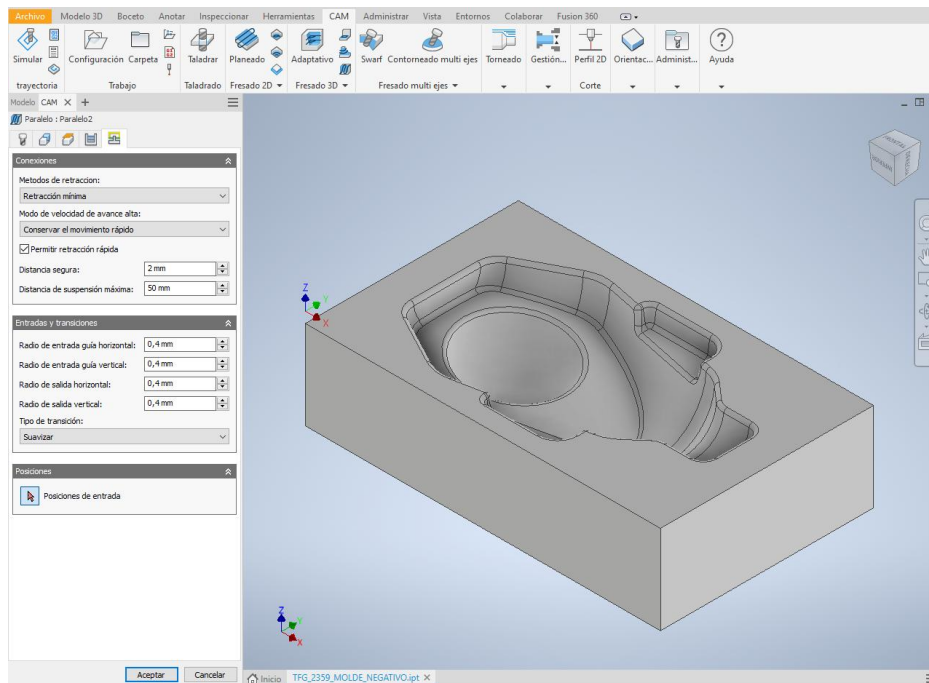 Archivo Modelo 3D Boceto Anotar Inspeccionar Herramientas CAM Administrar Vista Entornos Colaborar Fusion 360
Simular Configuración Carpeta Taladrar Planeado Adaptativo Swarf Contorneado multi ejes Torneado Gestión... Perfil 2D Orientac... Administ... Ayuda
trayectoria Trabajo Taladrado Fresado 2D Fresado 3D Fresado multi ejes Corte
Modelo CAM X +
Paralelo : Paralelo2
Conexiones
Metodos de retraccion:
Retracción mínima
Modo de velocidad de avance alta:
Conservar el movimiento rápido
Permitir retracción rápida
Distancia segura: 2 mm
Distancia de suspensión máxima: 50 mm
Entradas y transiciones
Radio de entrada guía horizontal: 0,4 mm
Radio de entrada guía vertical: 0,4 mm
Radio de salida horizontal: 0,4 mm
Radio de salida vertical: 0,4 mm
Tipo de transición:
Suavizar
Posiciones
Posiciones de entrada
Z
Y
X
Z
Y
X
Aceptar Cancelar
Inicio TFG_2359_MOLDE_NEGATIVO.ipt X